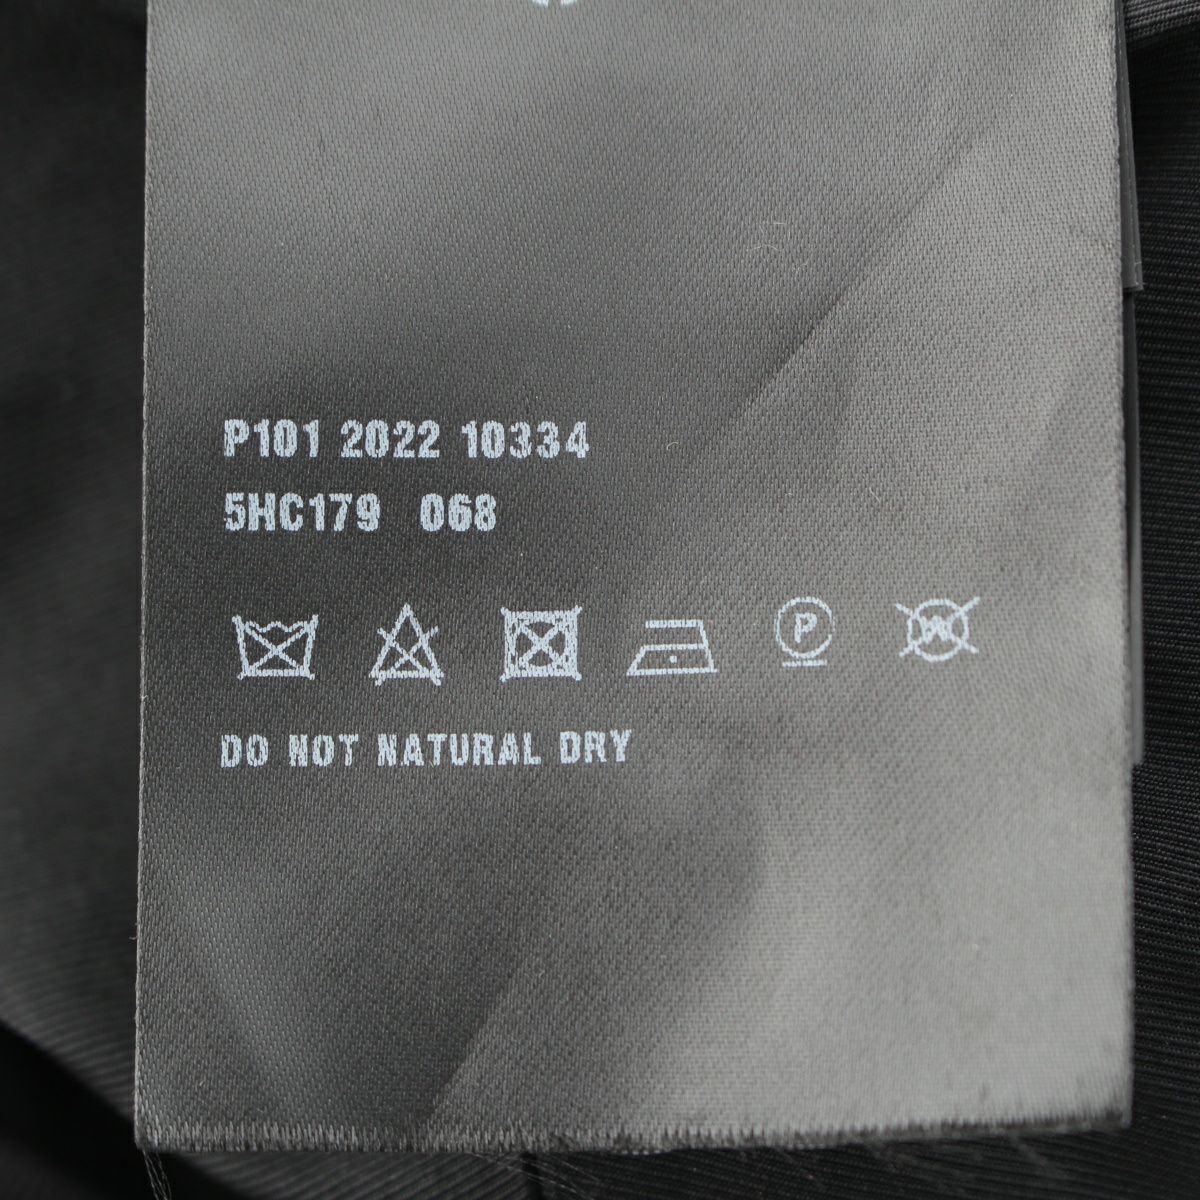 P101 2022 10334
5HC179 068
P
W
DO NOT NATURAL DRY